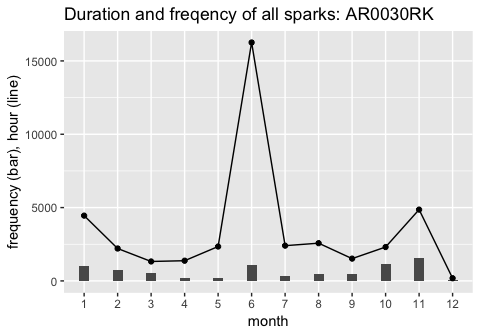 Duration and freqency of all sparks: AR0030RK
frequency (bar), hour (line)
15000
10000
5000
0
1 2 3 4 5 6 7 8 9 10 11 12
month